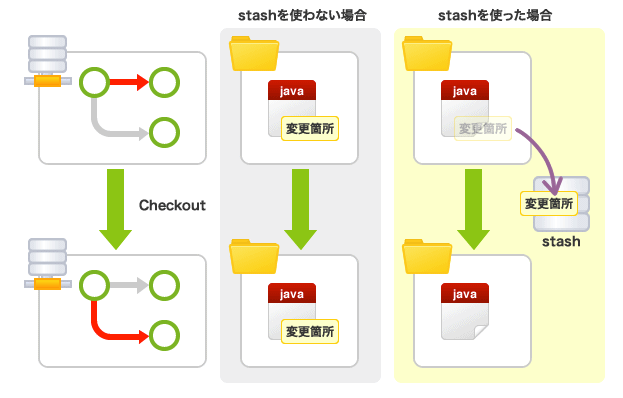 stashを使わない場合
stashを使った場合
java
変更箇所
java
変更箇所
Checkout
変更箇所
stash
java
変更箇所
java